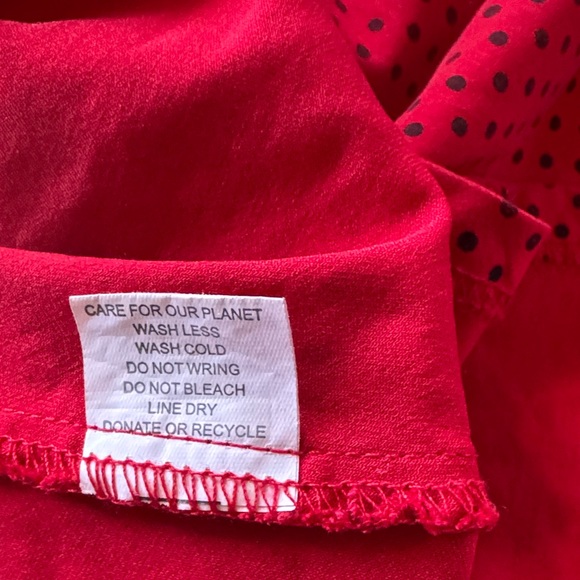 CARE FOR OUR PLANET
WASH LESS
WASH COLD
DO NOT WRING
DO NOT BLEACH
LINE DRY
DONATE OR RECYCLE